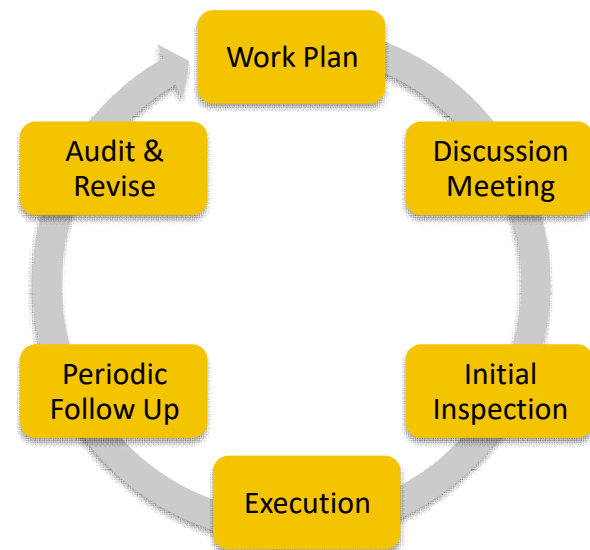 Work Plan
Discussion
Meeting
Initial
Inspection
Execution
Periodic
Follow Up
Audit &
Revise